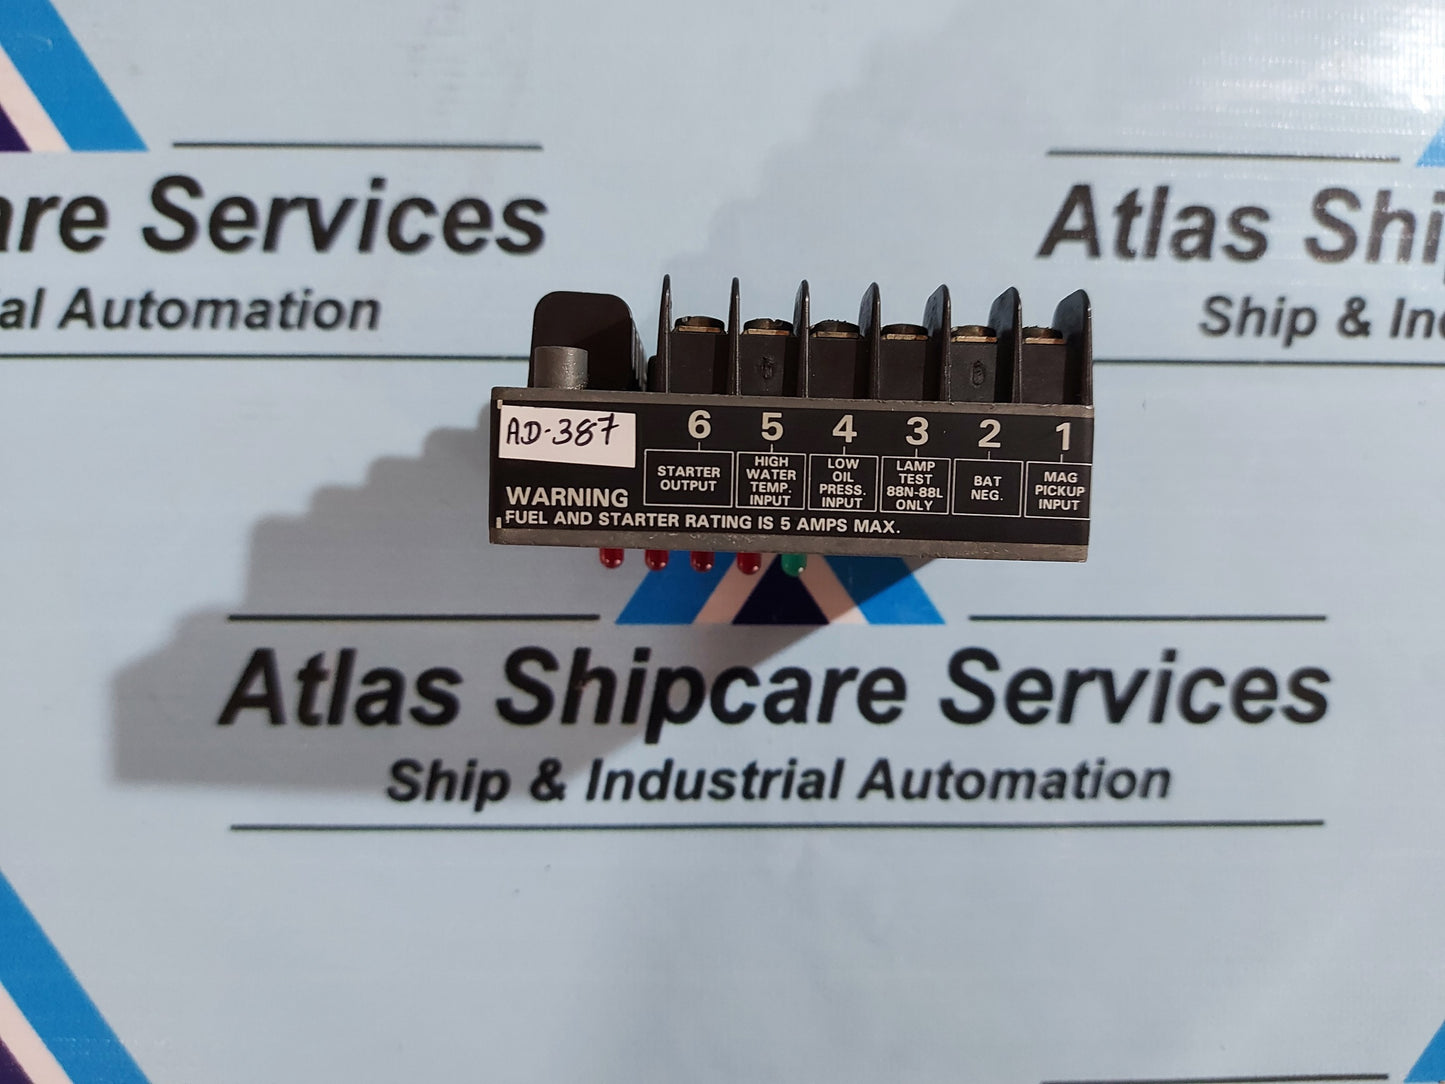 are Services
al Automation
Atlas Shi
Ship & In
AD-387
6 5 4 3 2 1
STARTER
OUTPUT
HIGH
WATER
TEMP.
INPUT
LOW
OIL
PRESS.
INPUT
LAMP
TEST
88N-88L
ONLY
BAT
NEG.
MAG
PICKUP
INPUT
WARNING
FUEL AND STARTER RATING IS 5 AMPS MAX.
Atlas Shipcare Services
Ship & Industrial Automation